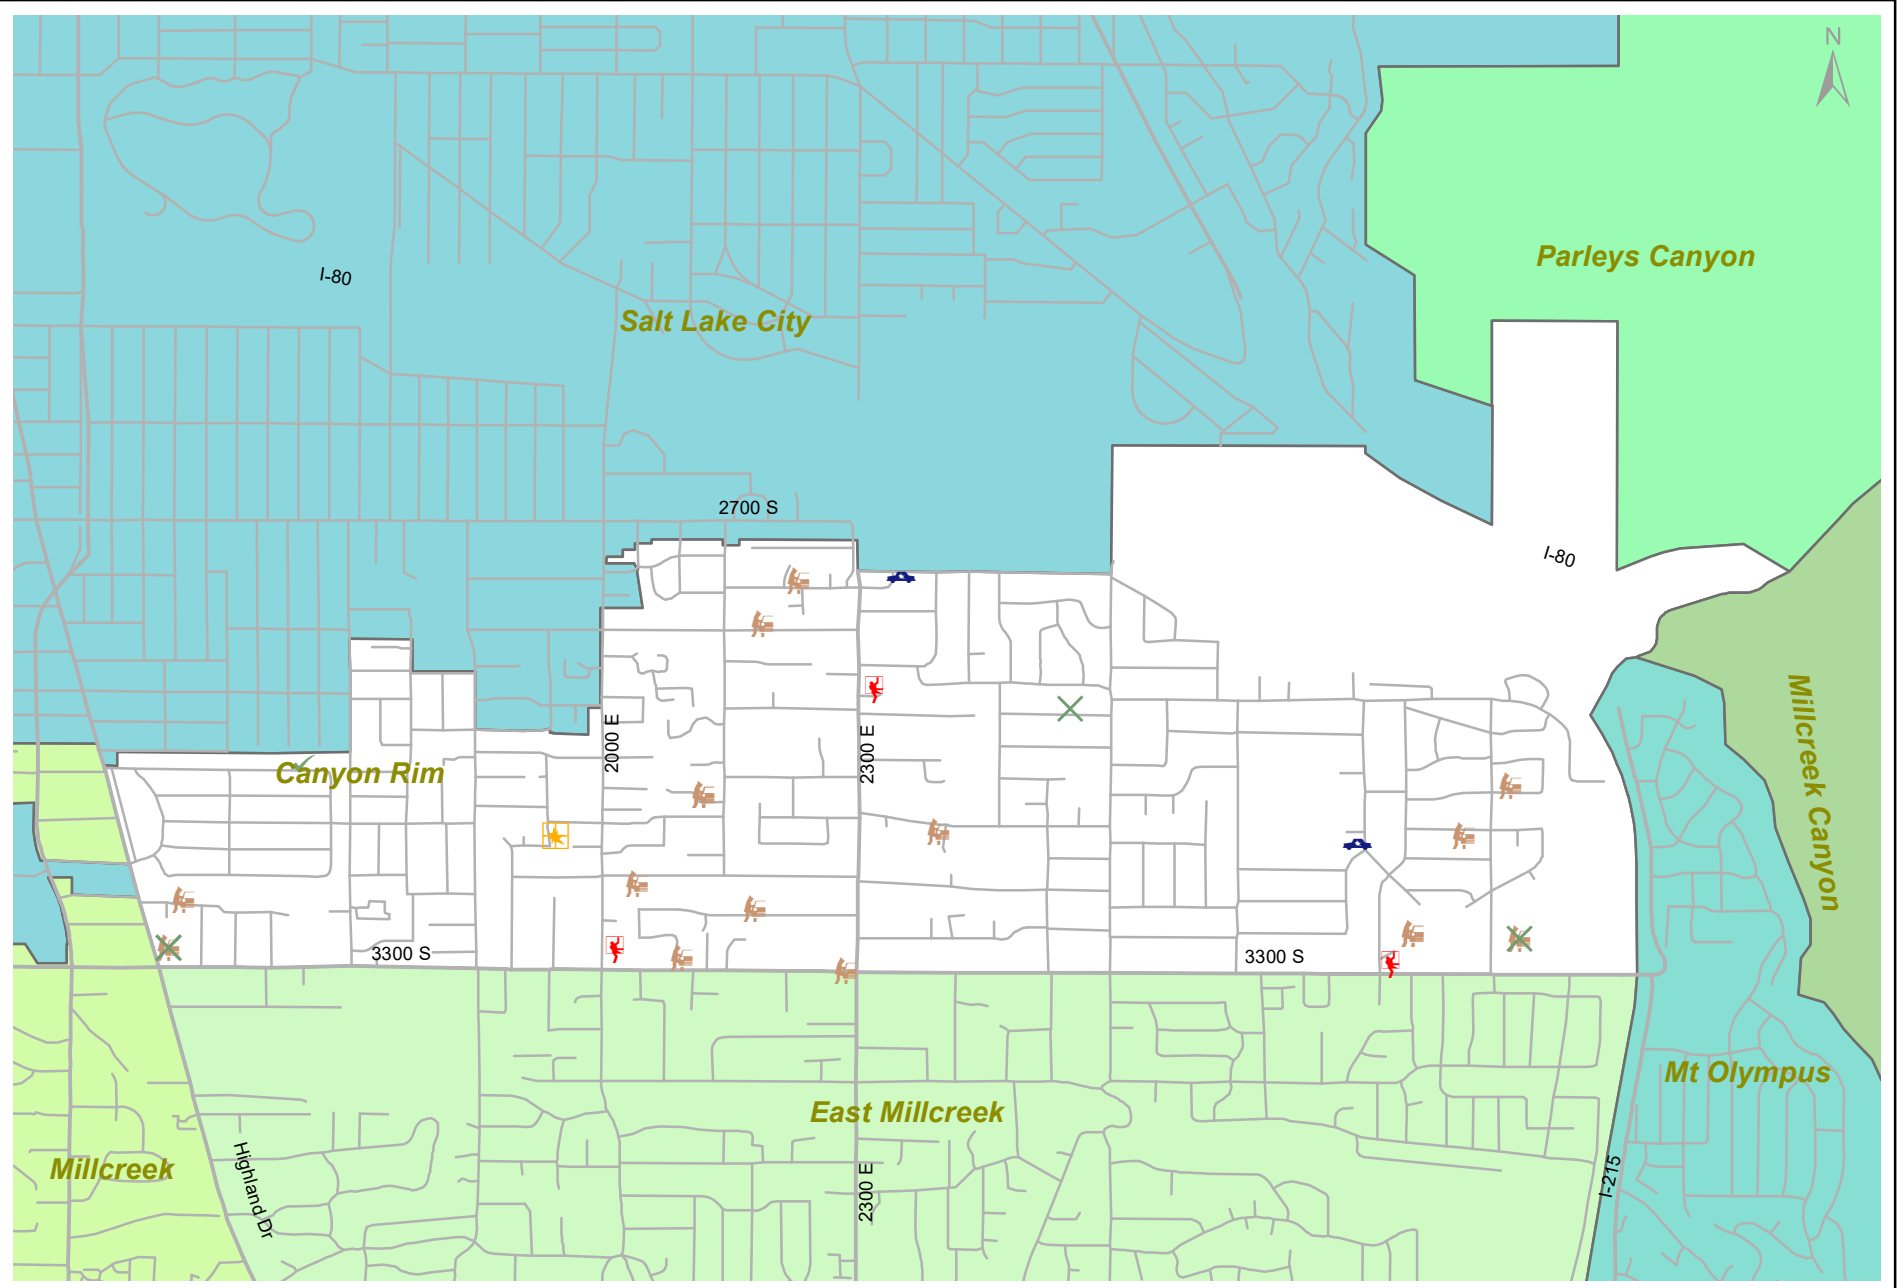 N
Parleys Canyon
I-80
Salt Lake City
2700 S
I-80
2000 E
2300 E
Canyon Rim
Millcreek Canyon
3300 S
3300 S
Mt Olympus
East Millcreek
Millcreek
Highland Dr
2300 E
I-215